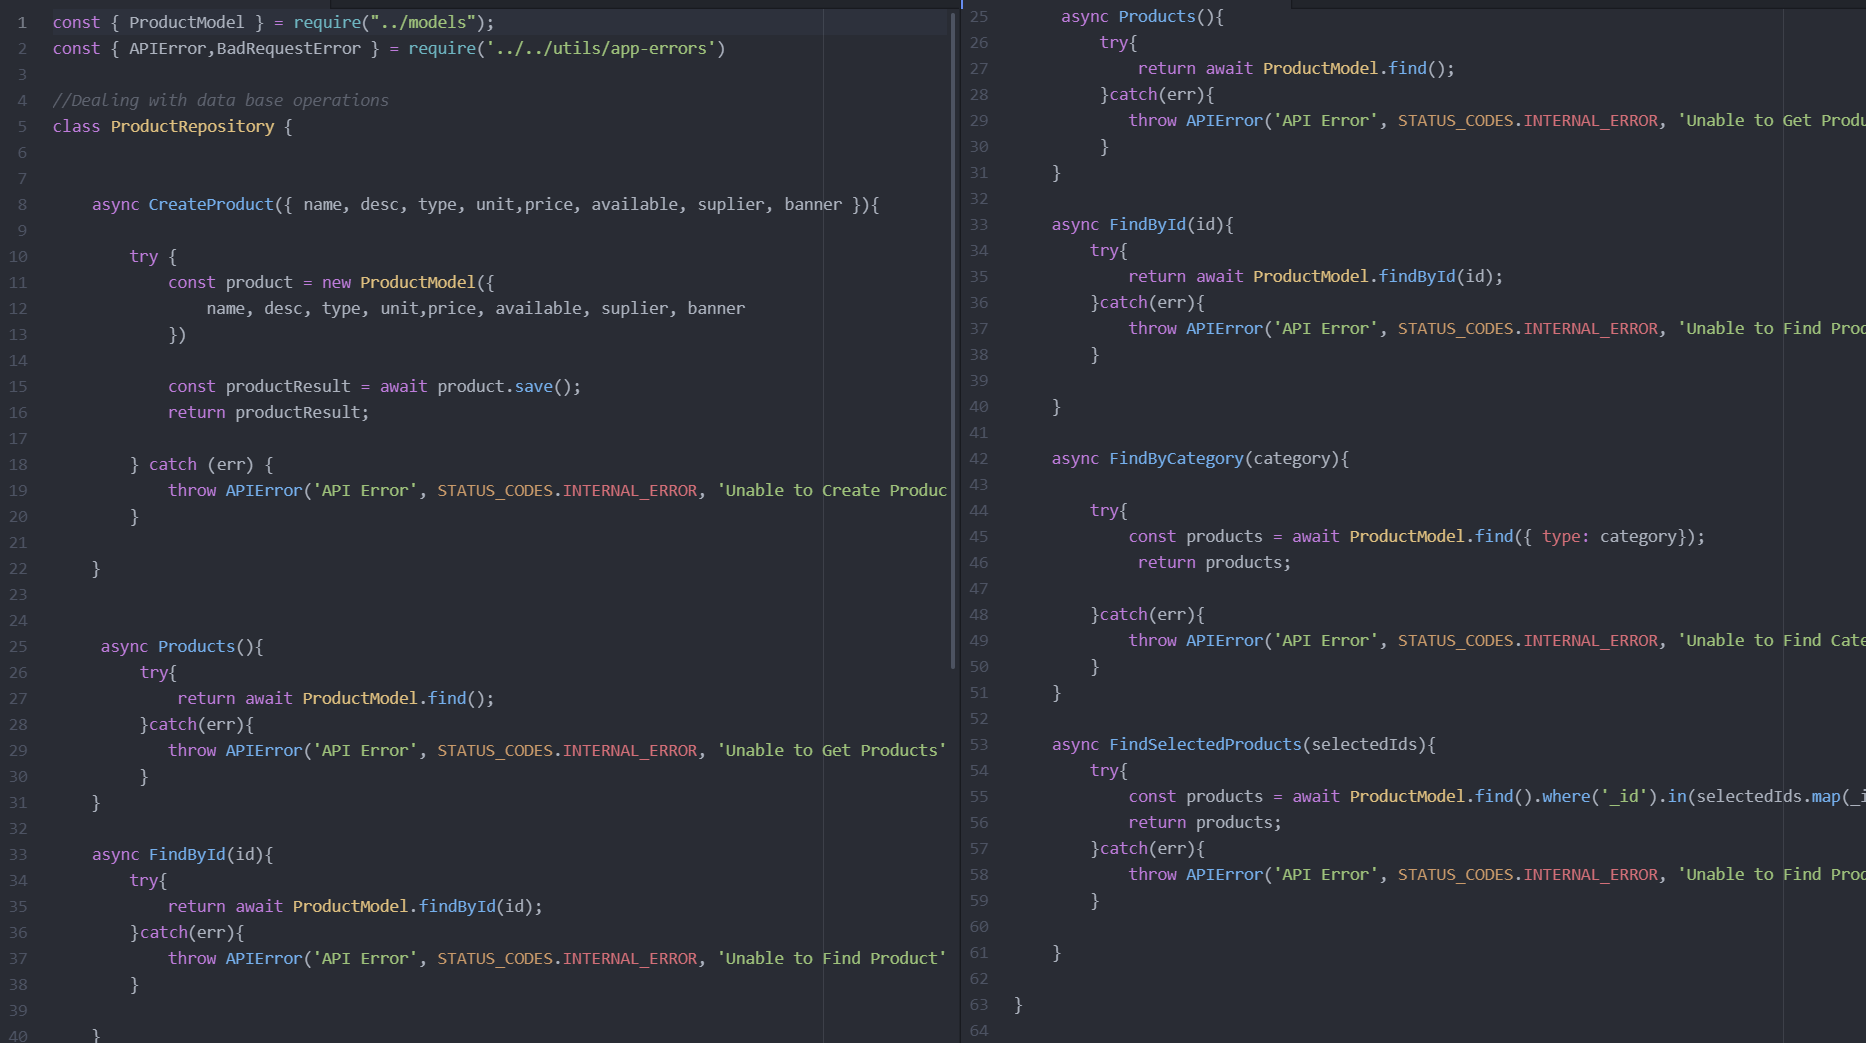 1 const { ProductModel } = require("../models");
2 const { APIError,BadRequestError } = require('../../utils/app-errors')
3
4 //Dealing with data base operations
5 class ProductRepository {
6
7
8 async CreateProduct({ name, desc, type, unit,price, available, suplier, banner }){
9
10 try {
11 const product = new ProductModel({
12 name, desc, type, unit,price, available, suplier, banner
13 })
14
15 const productResult = await product.save();
16 return productResult;
17
18 } catch (err) {
19 throw APIError('API Error', STATUS_CODES.INTERNAL_ERROR, 'Unable to Create Produc
20 }
21
22 }
23
24
25 async Products(){
26 try{
27 return await ProductModel.find();
28 }catch(err){
29 throw APIError('API Error', STATUS_CODES.INTERNAL_ERROR, 'Unable to Get Products'
30 }
31 }
32
33 async FindById(id){
34 try{
35 return await ProductModel.findById(id);
36 }catch(err){
37 throw APIError('API Error', STATUS_CODES.INTERNAL_ERROR, 'Unable to Find Product'
38 }
39
40 }
25 async Products(){
26 try{
27 return await ProductModel.find();
28 }catch(err){
29 throw APIError('API Error', STATUS_CODES.INTERNAL_ERROR, 'Unable to Get Produ
30 }
31 }
32
33 async FindById(id){
34 try{
35 return await ProductModel.findById(id);
36 }catch(err){
37 throw APIError('API Error', STATUS_CODES.INTERNAL_ERROR, 'Unable to Find Prod
38 }
39
40 }
41
42 async FindByCategory(category){
43
44 try{
45 const products = await ProductModel.find({ type: category});
46 return products;
47
48 }catch(err){
49 throw APIError('API Error', STATUS_CODES.INTERNAL_ERROR, 'Unable to Find Cate
50 }
51 }
52
53 async FindSelectedProducts(selectedIds){
54 try{
55 const products = await ProductModel.find().where('_id').in(selectedIds.map(_i
56 return products;
57 }catch(err){
58 throw APIError('API Error', STATUS_CODES.INTERNAL_ERROR, 'Unable to Find Prod
59 }
60
61 }
62
63 }
64